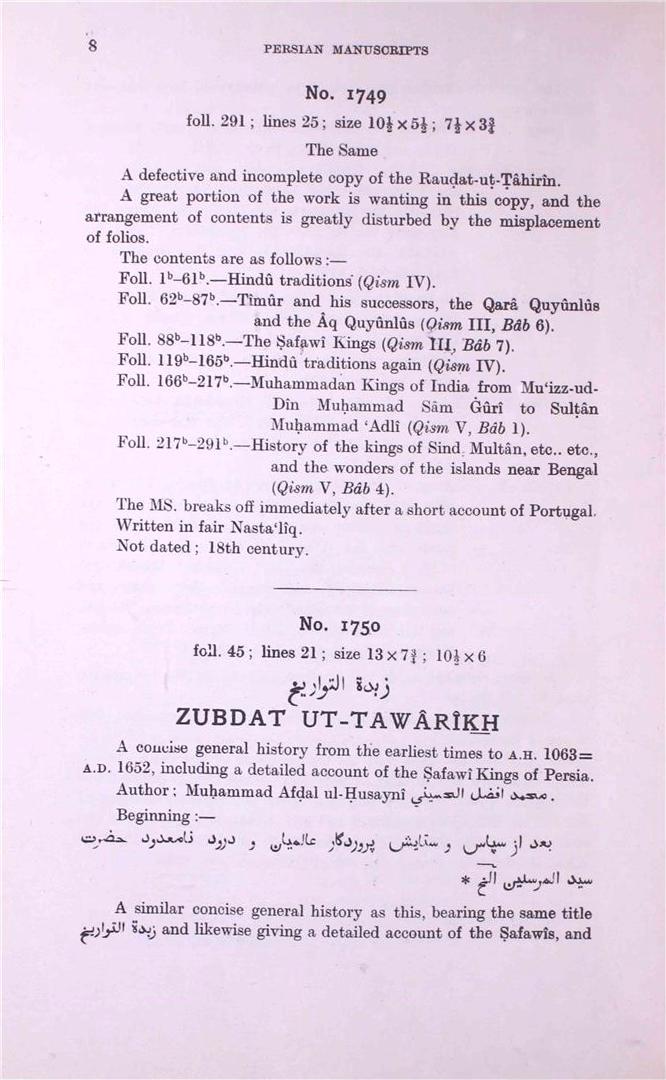 8
PERSIAN MANUSCRIPTS
No. 1749
foll. 291 ; lines 25 ; size 10½ × 5½ ; 7½ × 3¾
The Same
A defective and incomplete copy of the Rauḍat-uṭ-Ṭâhirîn.
A great portion of the work is wanting in this copy, and the
arrangement of contents is greatly disturbed by the misplacement
of folios.
The contents are as follows :—
Foll. 1ᵇ–61ᵇ.—Hindû traditions (Qism IV).
Foll. 62ᵇ–87ᵇ.—Tîmûr and his successors, the Qarâ Quyûnlûs
and the Âq Quyûnlûs (Qism III, Bâb 6).
Foll. 88ᵇ–118ᵇ.—The Ṣafawî Kings (Qism III, Bâb 7).
Foll. 119ᵇ–165ᵇ.—Hindû traditions again (Qism IV).
Foll. 166ᵇ–217ᵇ.—Muhammadan Kings of India from Mu‘izz-ud-
Dîn Muḥammad Sâm Ġûrî to Sulṭân
Muḥammad ‘Adlî (Qism V, Bâb 1).
Foll. 217ᵇ–291ᵇ.—History of the kings of Sind, Multân, etc.. etc.,
and the wonders of the islands near Bengal
(Qism V, Bâb 4).
The MS. breaks off immediately after a short account of Portugal.
Written in fair Nasta‘lîq.
Not dated ; 18th century.
No. 1750
foll. 45 ; lines 21 ; size 13 × 7¾ ; 10½ × 6
زبدة التواريخ
ZUBDAT UT-TAWÂRÎK̲H̲
A concise general history from the earliest times to A.H. 1063=
A.D. 1652, including a detailed account of the Ṣafawî Kings of Persia.
Author : Muḥammad Afḍal ul-Ḥusaynî محمد افضل الحسيني .
Beginning :—
بعد از سپاس و ستايش پروردگار عالميان و درود نامعدود حضرت
سيد المرسلين الخ *
A similar concise general history as this, bearing the same title
زبدة التواريخ and likewise giving a detailed account of the Ṣafawîs, and